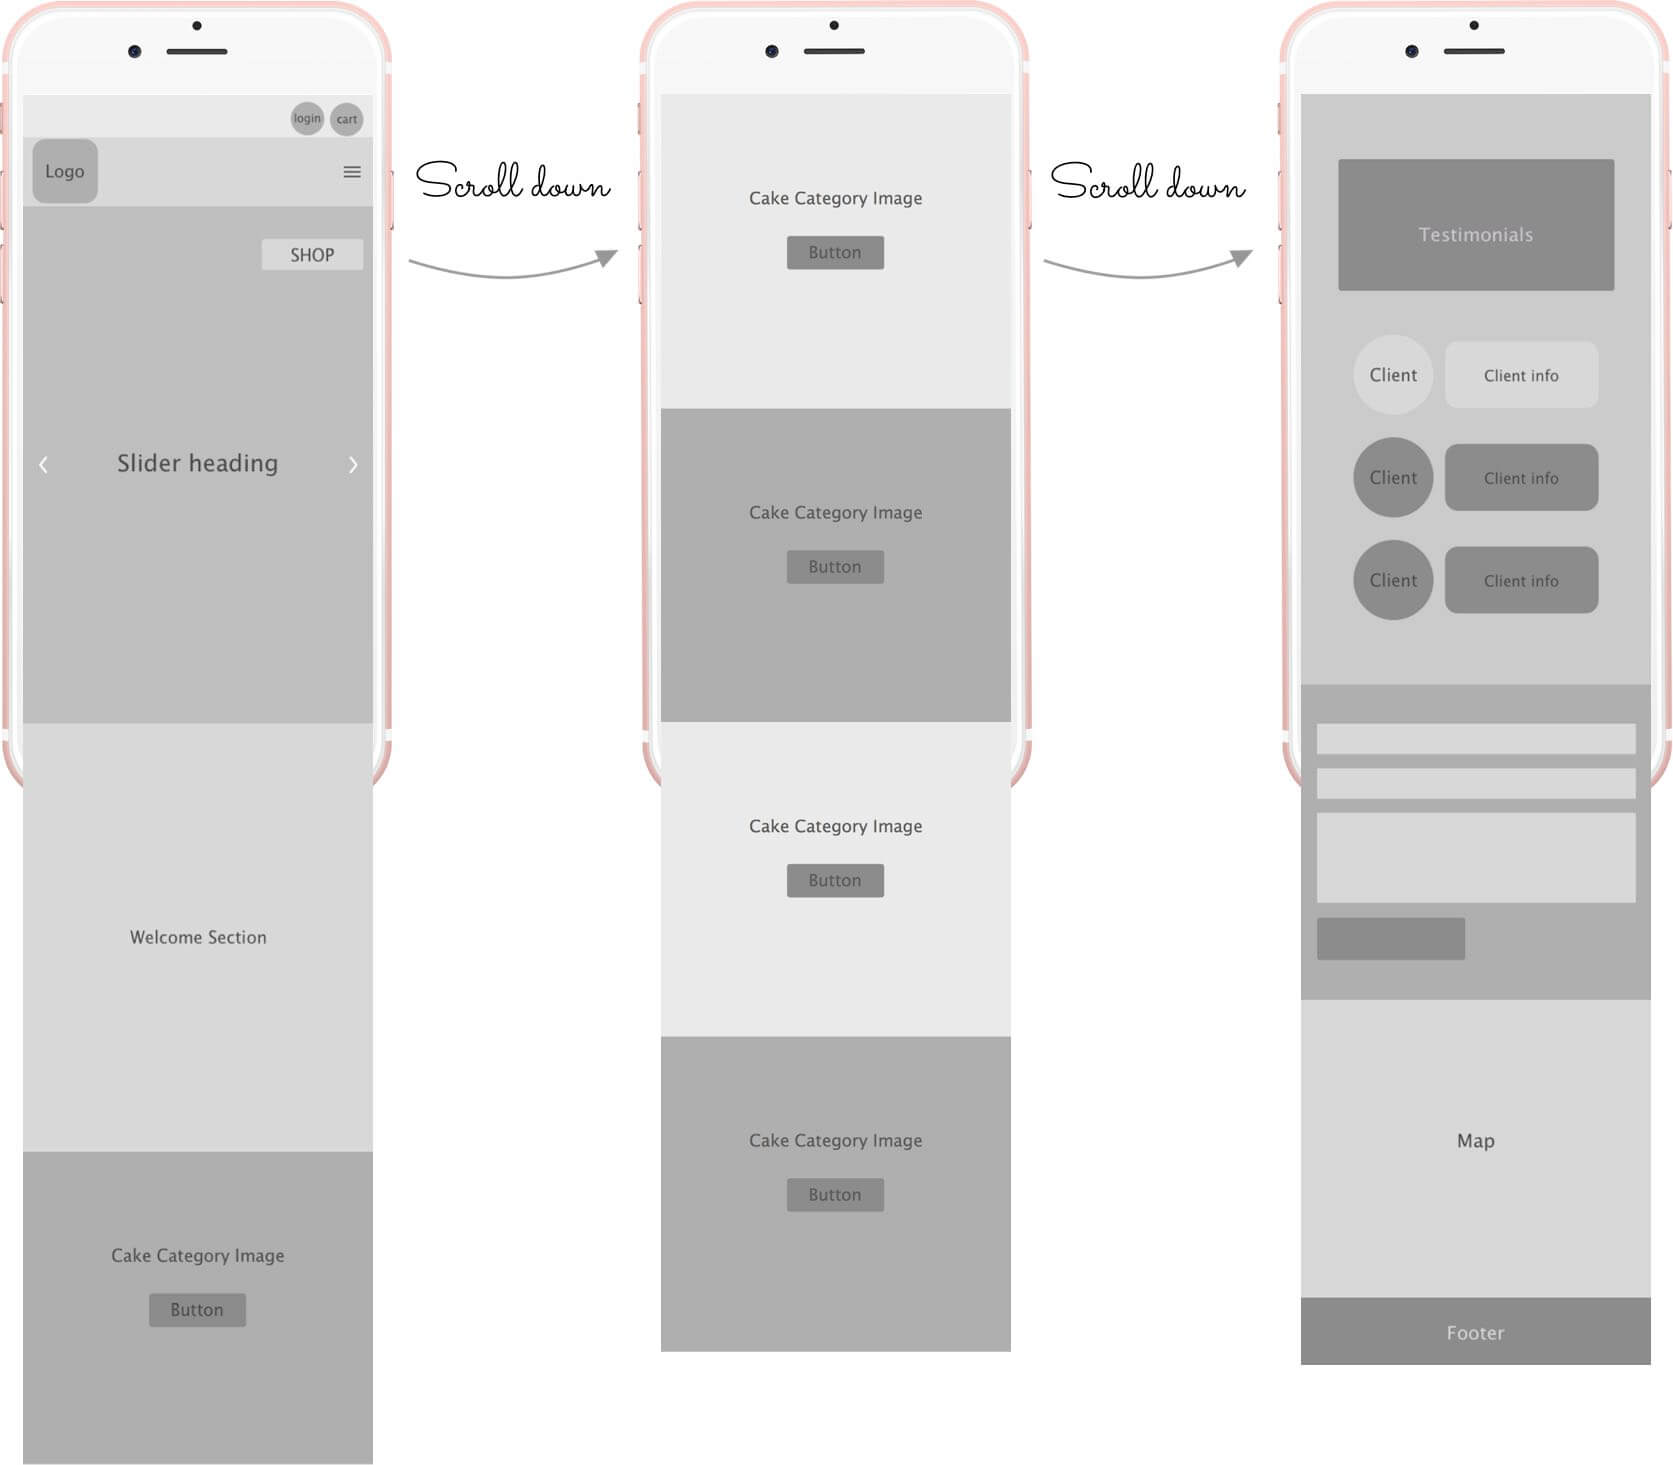 login cart
Logo
SHOP
Slider heading
Welcome Section
Cake Category Image
Button
Scroll down
Cake Category Image
Button
Cake Category Image
Button
Cake Category Image
Button
Cake Category Image
Button
Scroll down
Testimonials
Client Client info
Client Client info
Client Client info
Map
Footer